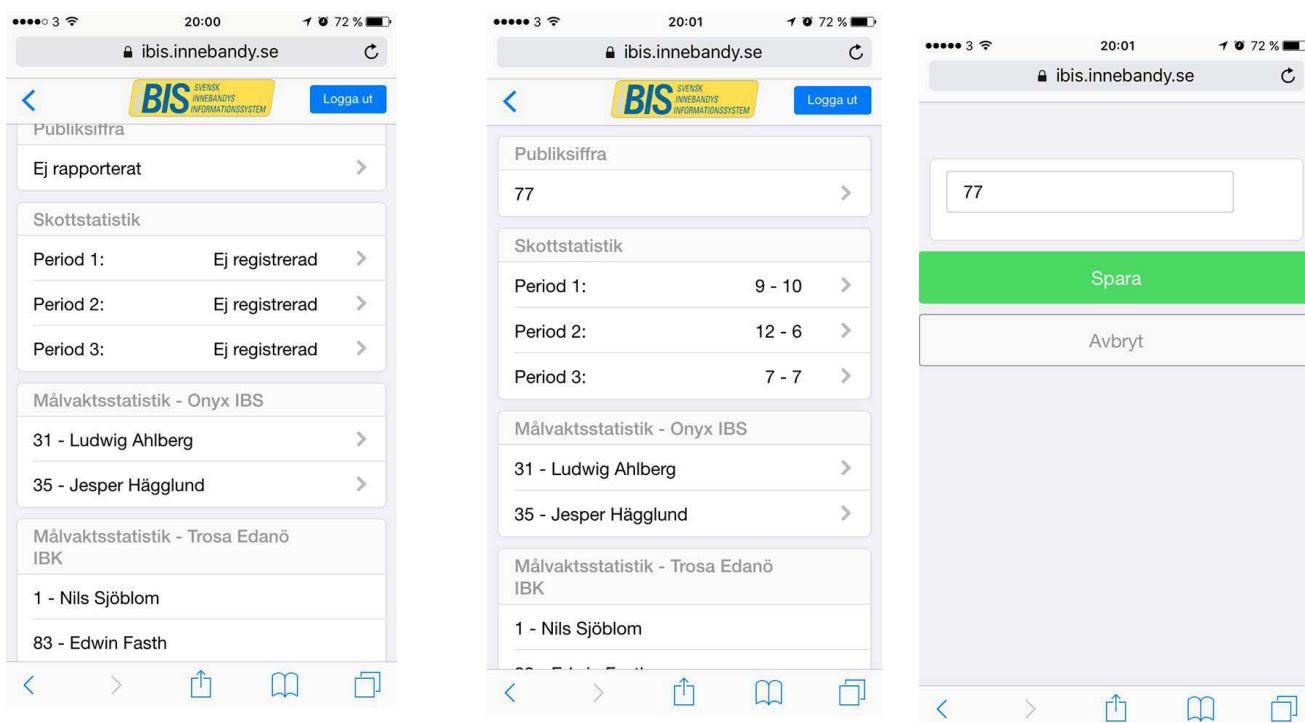 3 20:00 72 %
ibis.innebandy.se
BIS SVENSK INNEBANDYS INFORMATIONSSYSTEM
Logga ut
Publiksiffra
Ej rapporterat
Skottstatistik
Period 1: Ej registrerad
Period 2: Ej registrerad
Period 3: Ej registrerad
Målvaktsstatistik - Onyx IBS
31 - Ludwig Ahlberg
35 - Jesper Hägglund
Målvaktsstatistik - Trosa Edanö
IBK
1 - Nils Sjöblom
83 - Edwin Fasth
3 20:01 72 %
ibis.innebandy.se
BIS SVENSK INNEBANDYS INFORMATIONSSYSTEM
Logga ut
Publiksiffra
77
Skottstatistik
Period 1: 9 - 10
Period 2: 12 - 6
Period 3: 7 - 7
Målvaktsstatistik - Onyx IBS
31 - Ludwig Ahlberg
35 - Jesper Hägglund
Målvaktsstatistik - Trosa Edanö
IBK
1 - Nils Sjöblom
3 20:01 72 %
ibis.innebandy.se
77
Spara
Avbryt